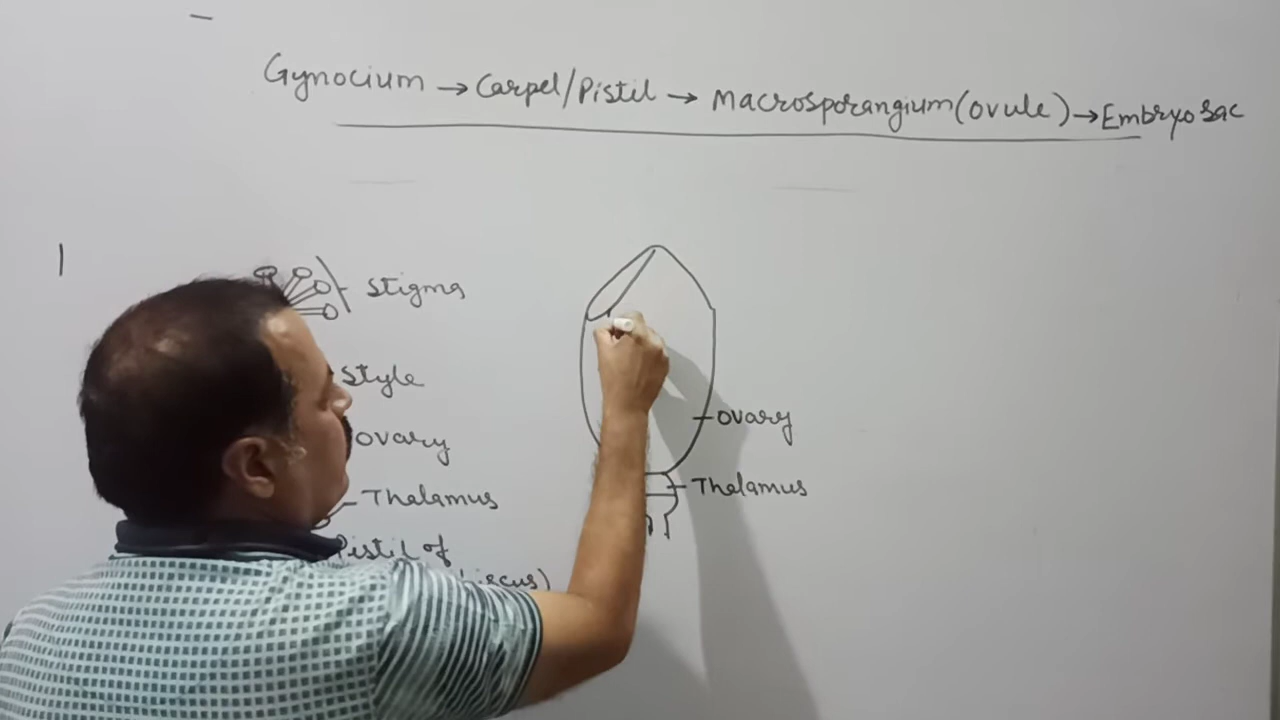 Gynocium → Carpel/Pistil → Macrosporangium(ovule) → Embryo sac
Stigma
Style
ovary
Thalamus
Pistil of
ovary
Thalamus